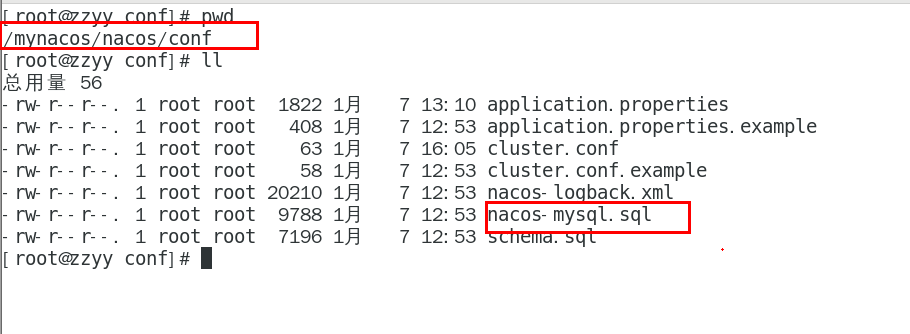 [root@zzyy conf]# pwd
/mynacos/nacos/conf
[root@zzyy conf]# ll
总用量 56
-rw-r--r--. 1 root root  1822 1月   7 13:10 application.properties
-rw-r--r--. 1 root root   408 1月   7 12:53 application.properties.example
-rw-r--r--. 1 root root    63 1月   7 16:05 cluster.conf
-rw-r--r--. 1 root root    58 1月   7 12:53 cluster.conf.example
-rw-r--r--. 1 root root 20210 1月   7 12:53 nacos-logback.xml
-rw-r--r--. 1 root root  9788 1月   7 12:53 nacos-mysql.sql
-rw-r--r--. 1 root root  7196 1月   7 12:53 schema.sql
[root@zzyy conf]#